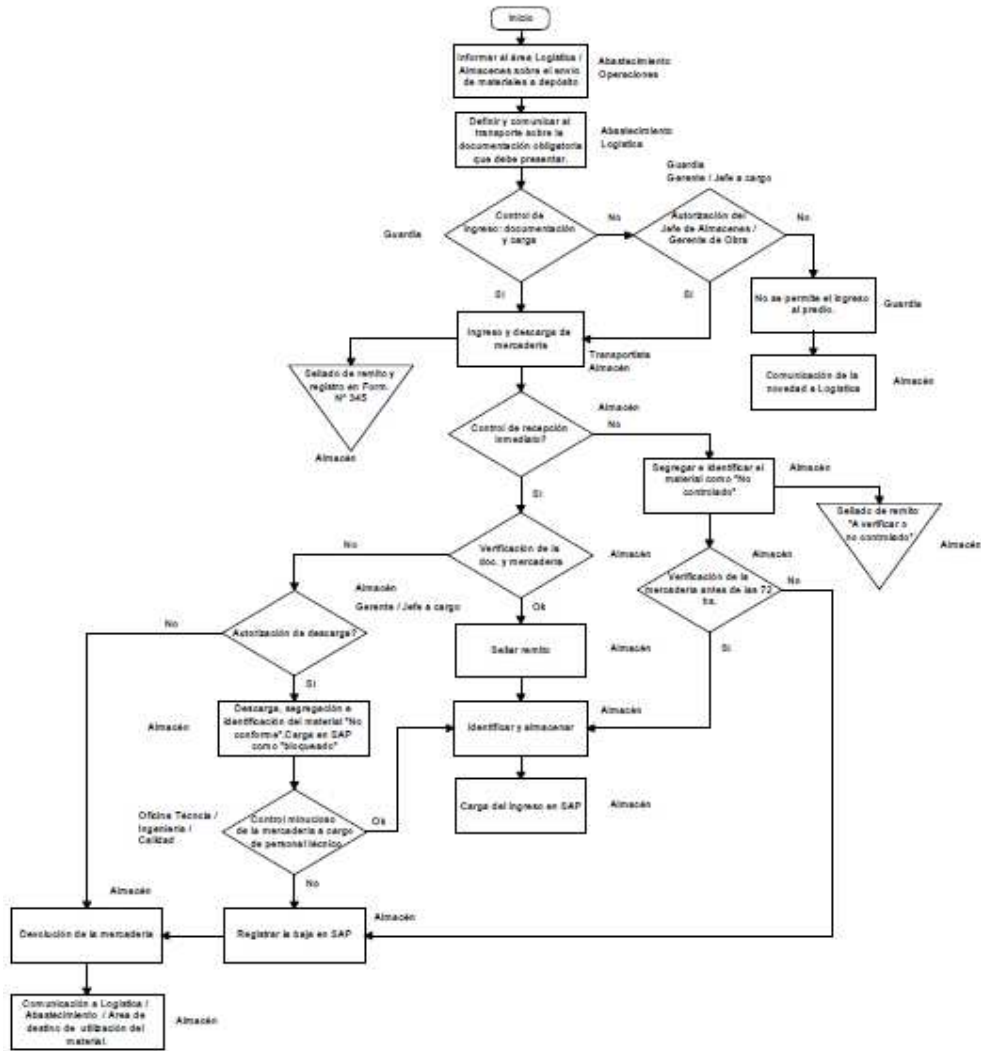 Inicio
Informar al área Logística /
Almacenes sobre el envío
de materiales a depósito
Abastecimiento
Operaciones
Definir y comunicar al
transporte sobre la
documentación obligatoria
que debe presentar.
Abastecimiento
Logística
Guardia
Gerente / Jefe a cargo
Guardia
Control de
ingreso: documentación
y carga
No
Autorización del
Jefe de Almacenes /
Gerente de Obra
No
Si
Si
No se permite el ingreso
al predio.
Guardia
Ingreso y descarga de
mercadería
Transportista
Almacén
Comunicación de la
novedad a Logística
Almacén
Sellado de remito y
registro en Form.
Nº 345
Almacén
Almacén
No
Control de recepción
inmediato?
Si
Segregar e identificar el
material como "No
controlado"
Almacén
Sellado de remito
"A verificar o
no controlado"
Almacén
No
Verificación de la
doc. y mercadería
Almacén
Ok
Almacén
Verificación de la
mercadería antes de las 72
hs.
No
Si
Almacén
Gerente / Jefe a cargo
No
Autorización de descarga?
Si
Sellar remito
Almacén
Almacén
Descarga, segregación e
identificación del material "No
conforme".Carga en SAP
como "bloqueado"
Identificar y almacenar
Almacén
Carga del ingreso en SAP
Almacén
Oficina Técncia /
Ingeniería /
Calidad
Control minucioso
de la mercadería a cargo
de personal técnico
Ok
No
Almacén
Devolución de la mercadería
Registrar la baja en SAP
Almacén
Comunicación a Logística /
Abastecimiento / Area de
destino de utilización del
material.
Almacén